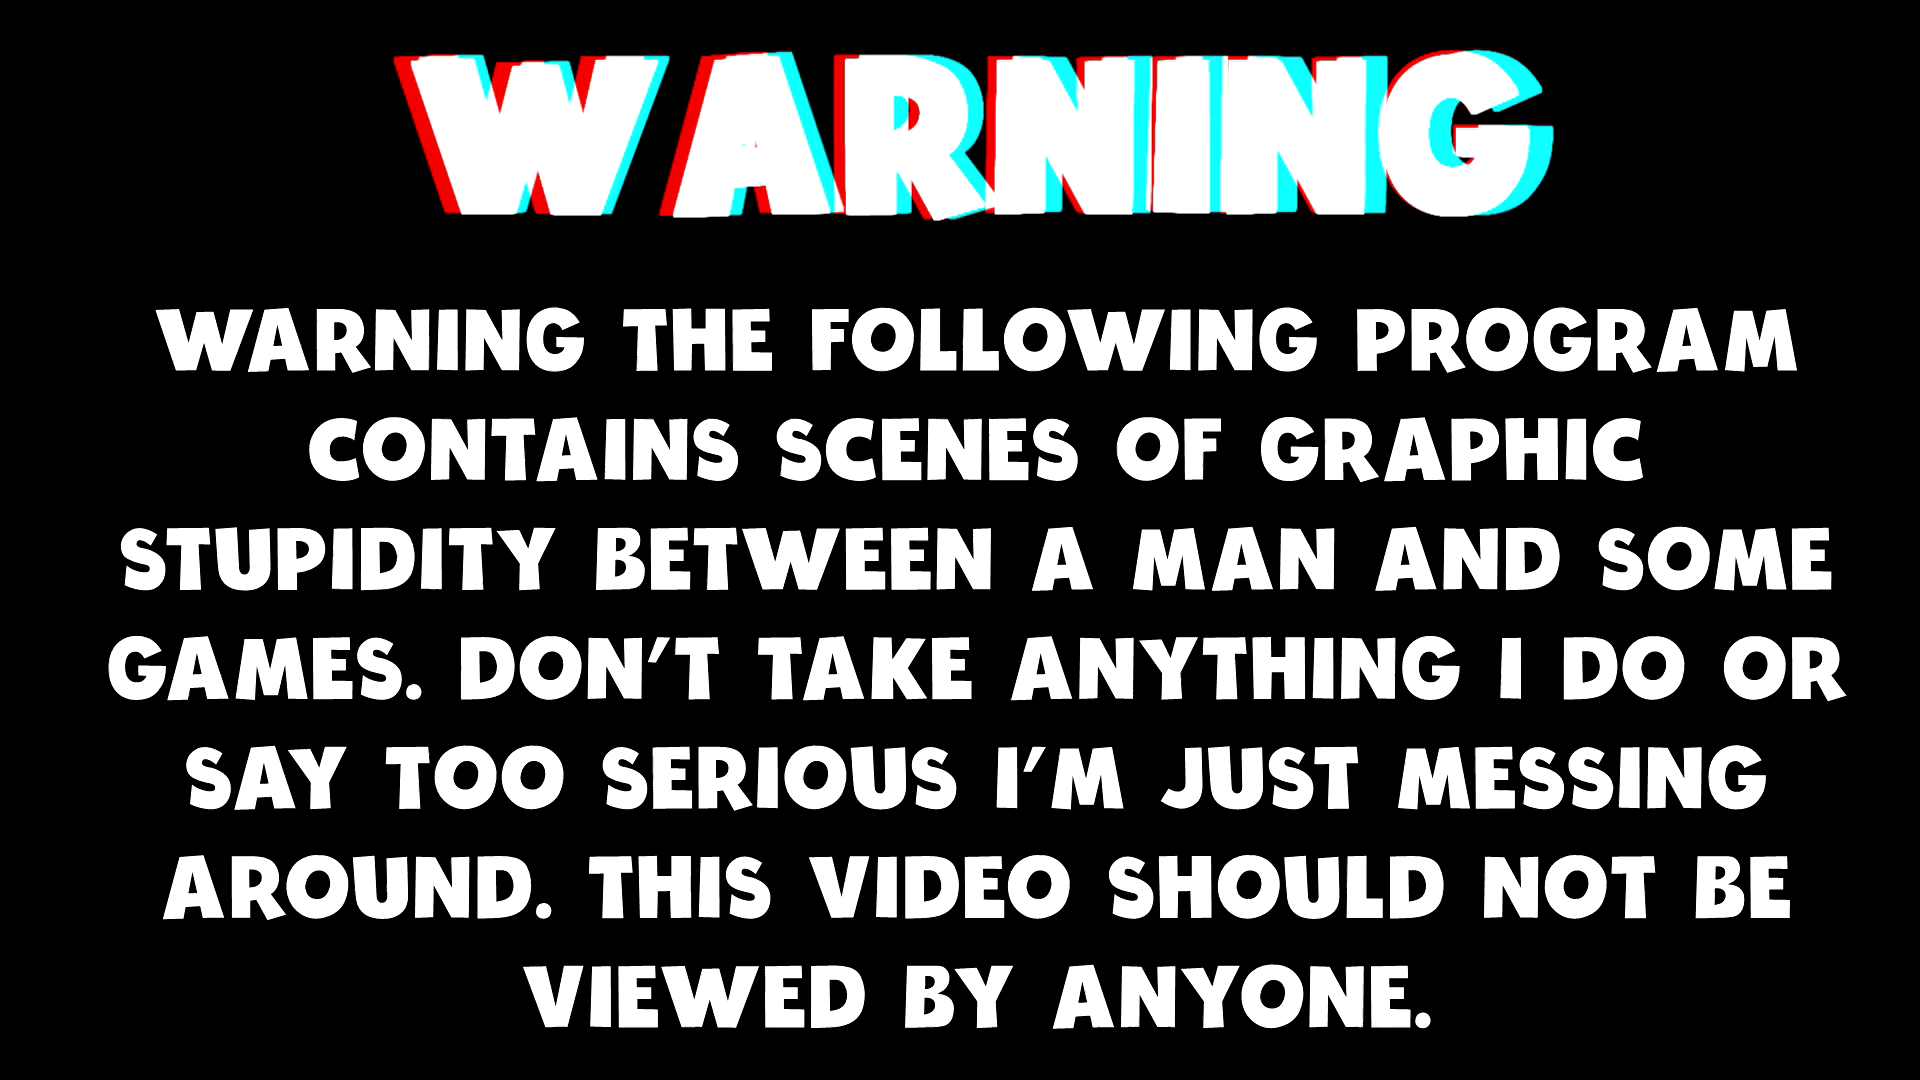 WARNING
WARNING THE FOLLOWING PROGRAM
CONTAINS SCENES OF GRAPHIC
STUPIDITY BETWEEN A MAN AND SOME
GAMES. DON'T TAKE ANYTHING I DO OR
SAY TOO SERIOUS I'M JUST MESSING
AROUND. THIS VIDEO SHOULD NOT BE
VIEWED BY ANYONE.